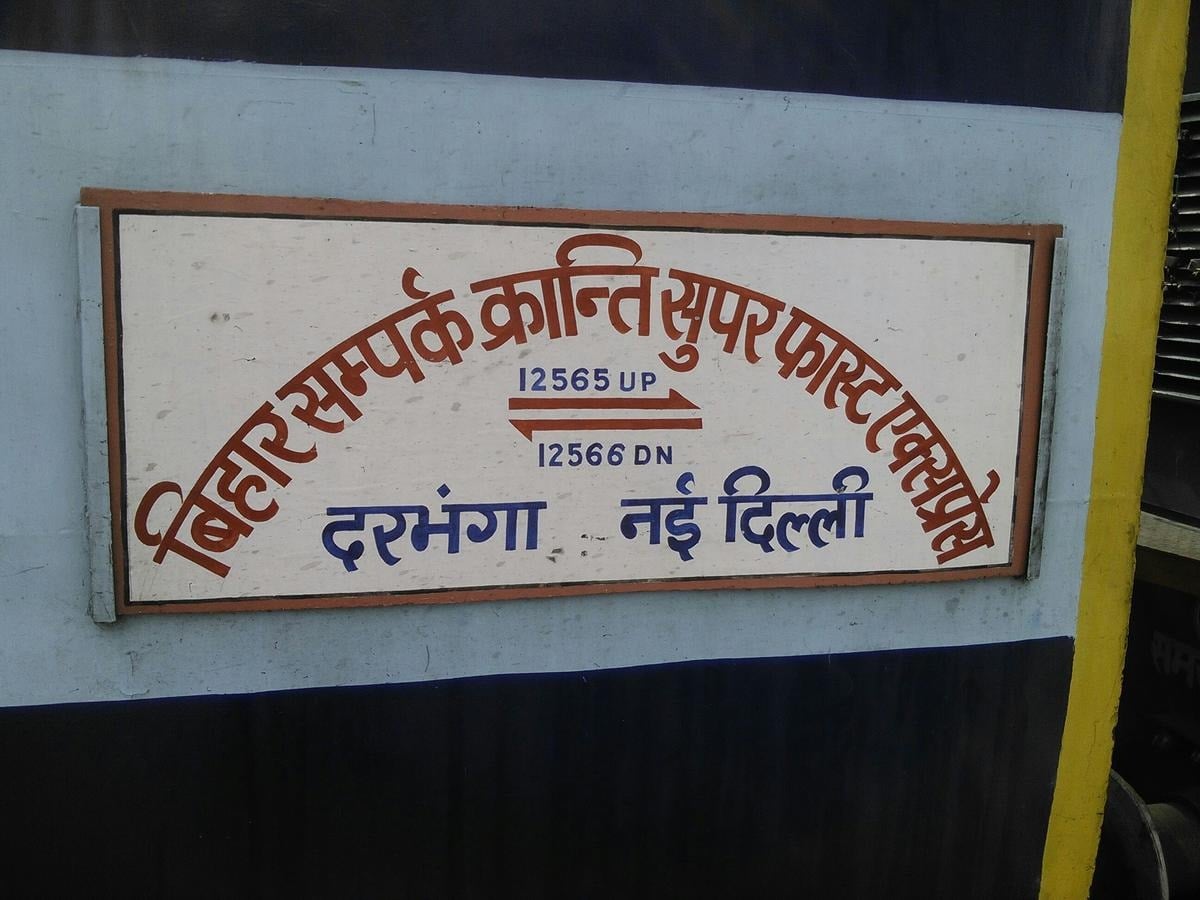 बिहार सम्पर्क क्रान्ति सुपर फास्ट एक्सप्रेस
12565 UP
12566 DN
दरभंगा नई दिल्ली